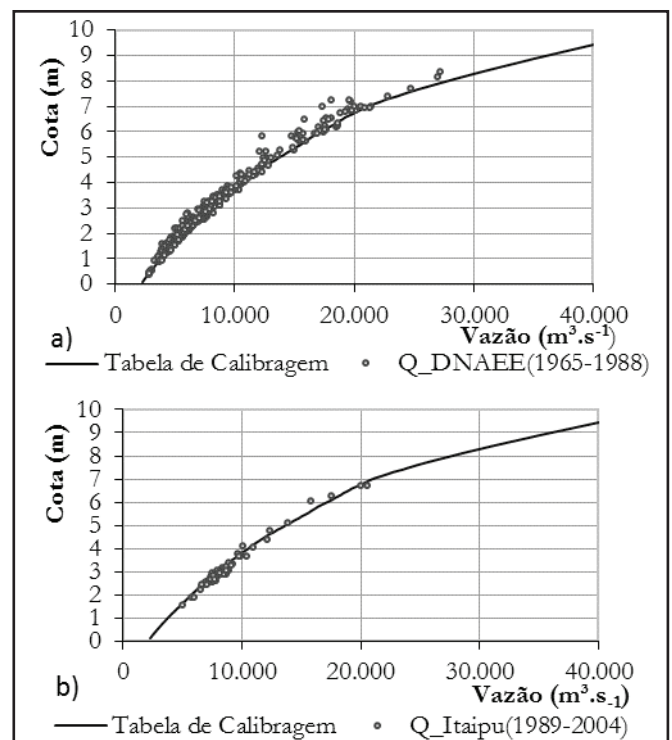 10
9
8
7
6
5
4
3
2
1
0
Cota (m)
0 10.000 20.000 30.000 40.000
a) Vazão (m³.s⁻¹)
Tabela de Calibragem Q_DNAEE(1965-1988)
10
9
8
7
6
5
4
3
2
1
0
Cota (m)
0 10.000 20.000 30.000 40.000
b) Vazão (m³.s₋₁)
Tabela de Calibragem Q_Itaipu(1989-2004)